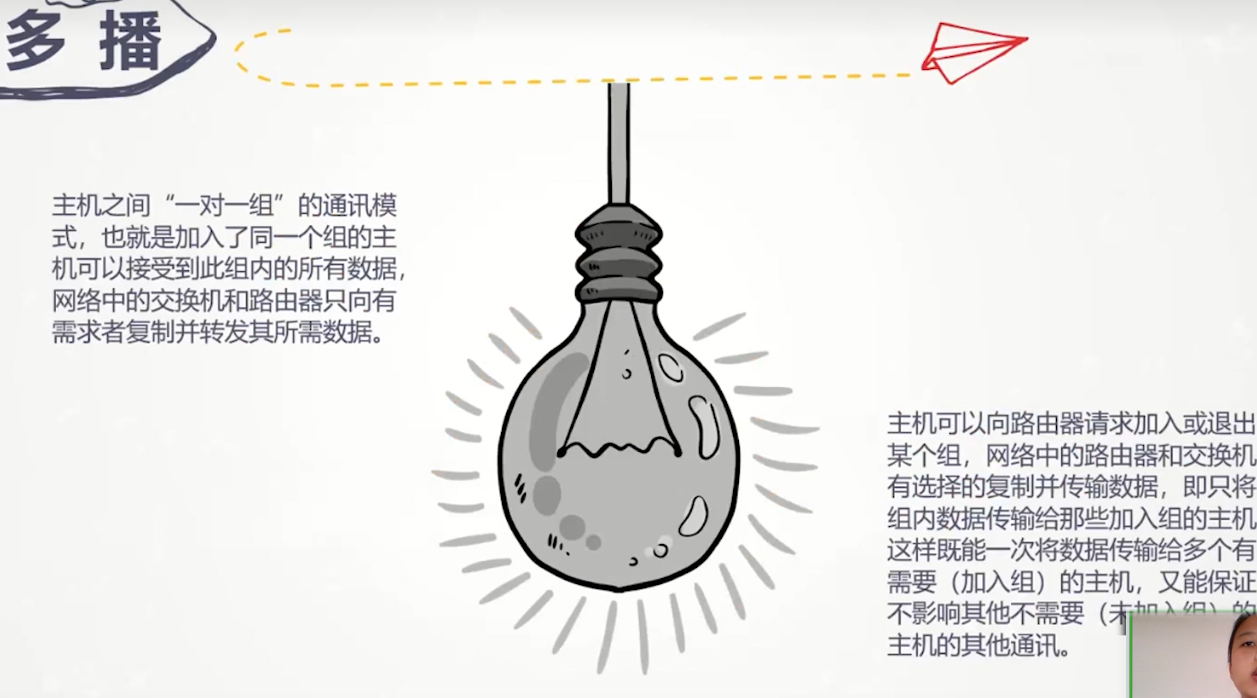 多 播
主机之间“一对一组”的通讯模
式，也就是加入了同一个组的主
机可以接受到此组内的所有数据，
网络中的交换机和路由器只向有
需求者复制并转发其所需数据。
主机可以向路由器请求加入或退出
某个组，网络中的路由器和交换机
有选择的复制并传输数据，即只将
组内数据传输给那些加入组的主机
这样既能一次将数据传输给多个有
需要（加入组）的主机，又能保证
不影响其他不需要（未加入组）的
主机的其他通讯。